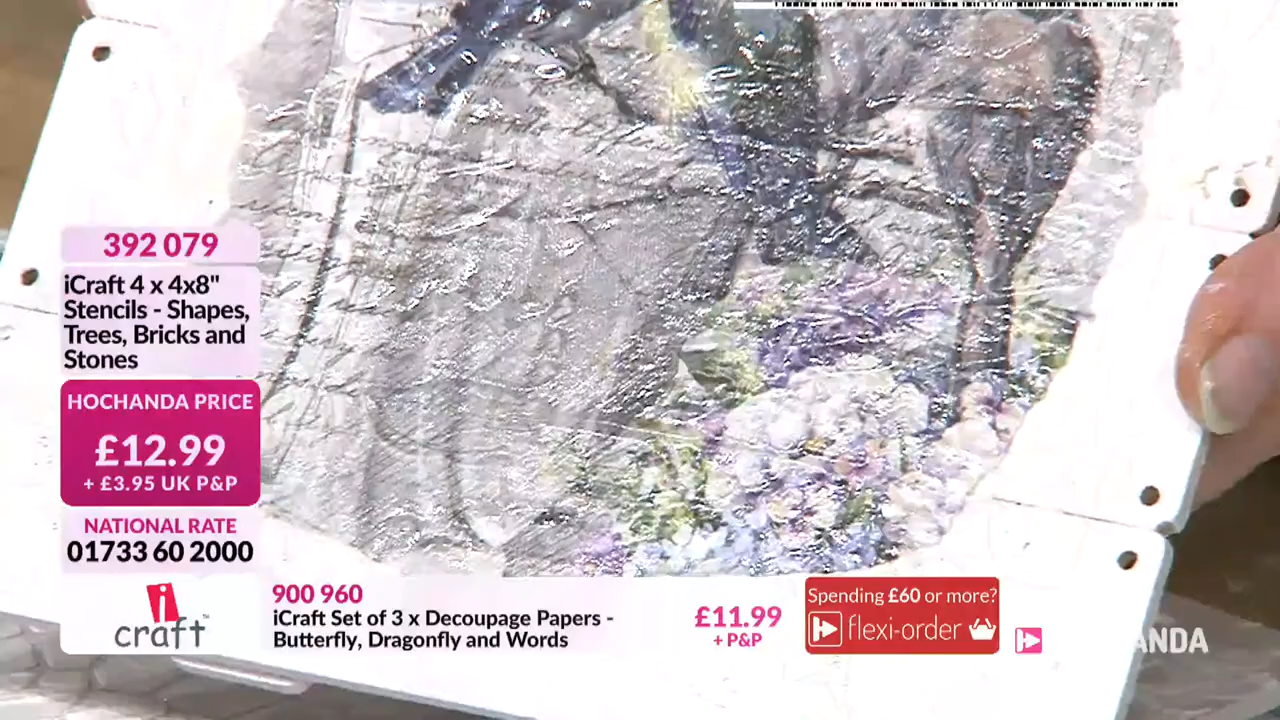 392 079
iCraft 4 x 4x8"
Stencils - Shapes,
Trees, Bricks and
Stones
HOCHANDA PRICE
£12.99
+ £3.95 UK P&P
NATIONAL RATE
01733 60 2000
i
craft™
900 960
iCraft Set of 3 x Decoupage Papers -
Butterfly, Dragonfly and Words
£11.99
+ P&P
Spending £60 or more?
flexi-order
ANDA